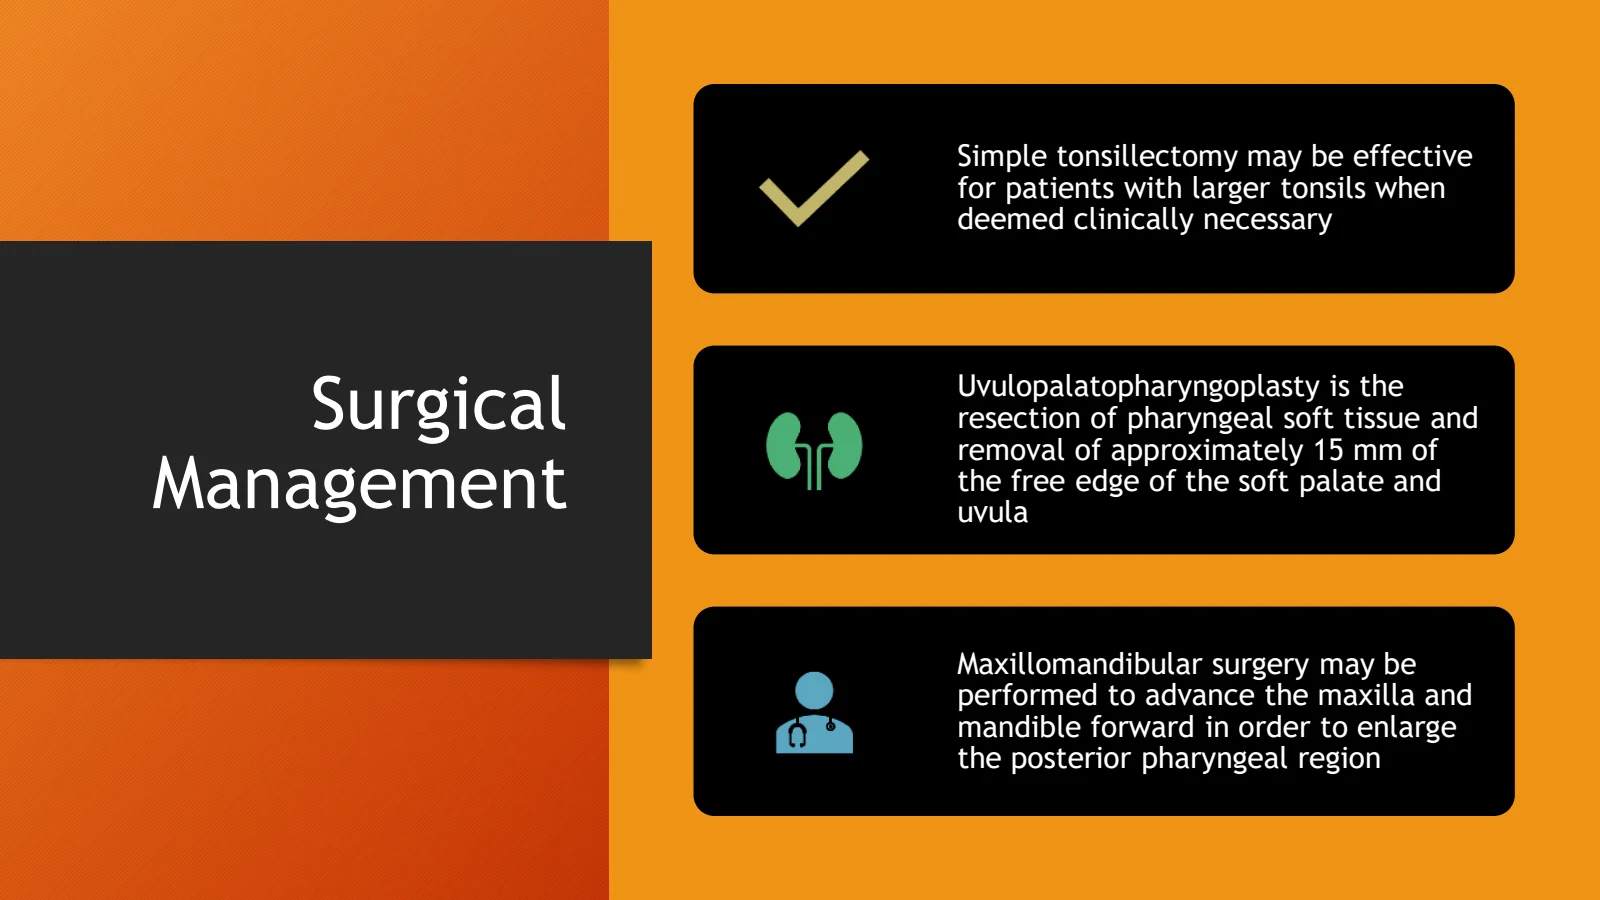 Surgical
Management
Simple tonsillectomy may be effective
for patients with larger tonsils when
deemed clinically necessary
Uvulopalatopharyngoplasty is the
resection of pharyngeal soft tissue and
removal of approximately 15 mm of
the free edge of the soft palate and
uvula
Maxillomandibular surgery may be
performed to advance the maxilla and
mandible forward in order to enlarge
the posterior pharyngeal region